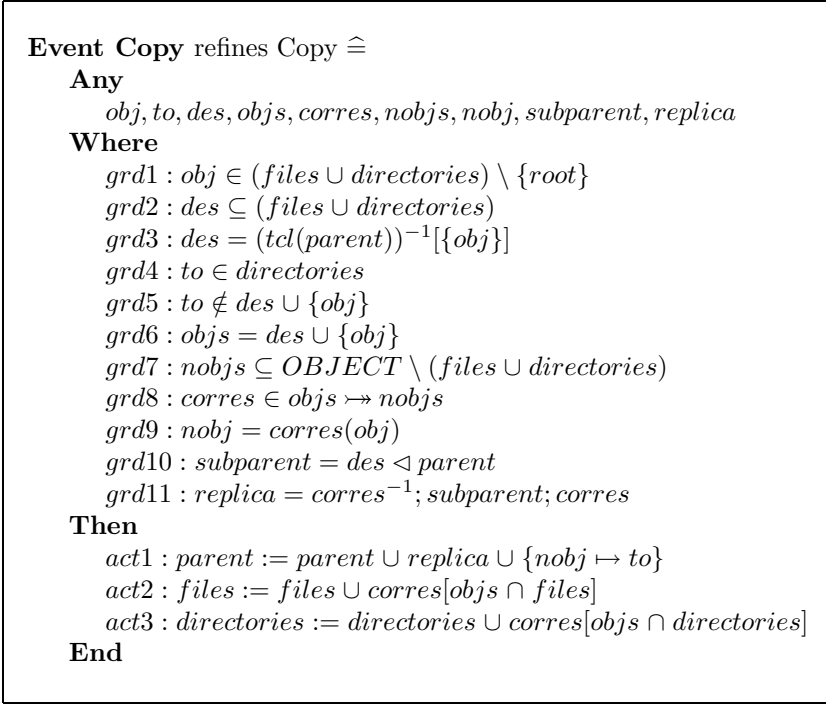 Event Copy refines Copy ≙
Any
obj, to, des, objs, corres, nobjs, nobj, subparent, replica
Where
grd1 : obj ∈ (files ∪ directories) \ {root}
grd2 : des ⊆ (files ∪ directories)
grd3 : des = (tcl(parent))⁻¹[{obj}]
grd4 : to ∈ directories
grd5 : to ∉ des ∪ {obj}
grd6 : objs = des ∪ {obj}
grd7 : nobjs ⊆ OBJECT \ (files ∪ directories)
grd8 : corres ∈ objs ⤖ nobjs
grd9 : nobj = corres(obj)
grd10 : subparent = des ◁ parent
grd11 : replica = corres⁻¹; subparent; corres
Then
act1 : parent := parent ∪ replica ∪ {nobj ↦ to}
act2 : files := files ∪ corres[objs ∩ files]
act3 : directories := directories ∪ corres[objs ∩ directories]
End